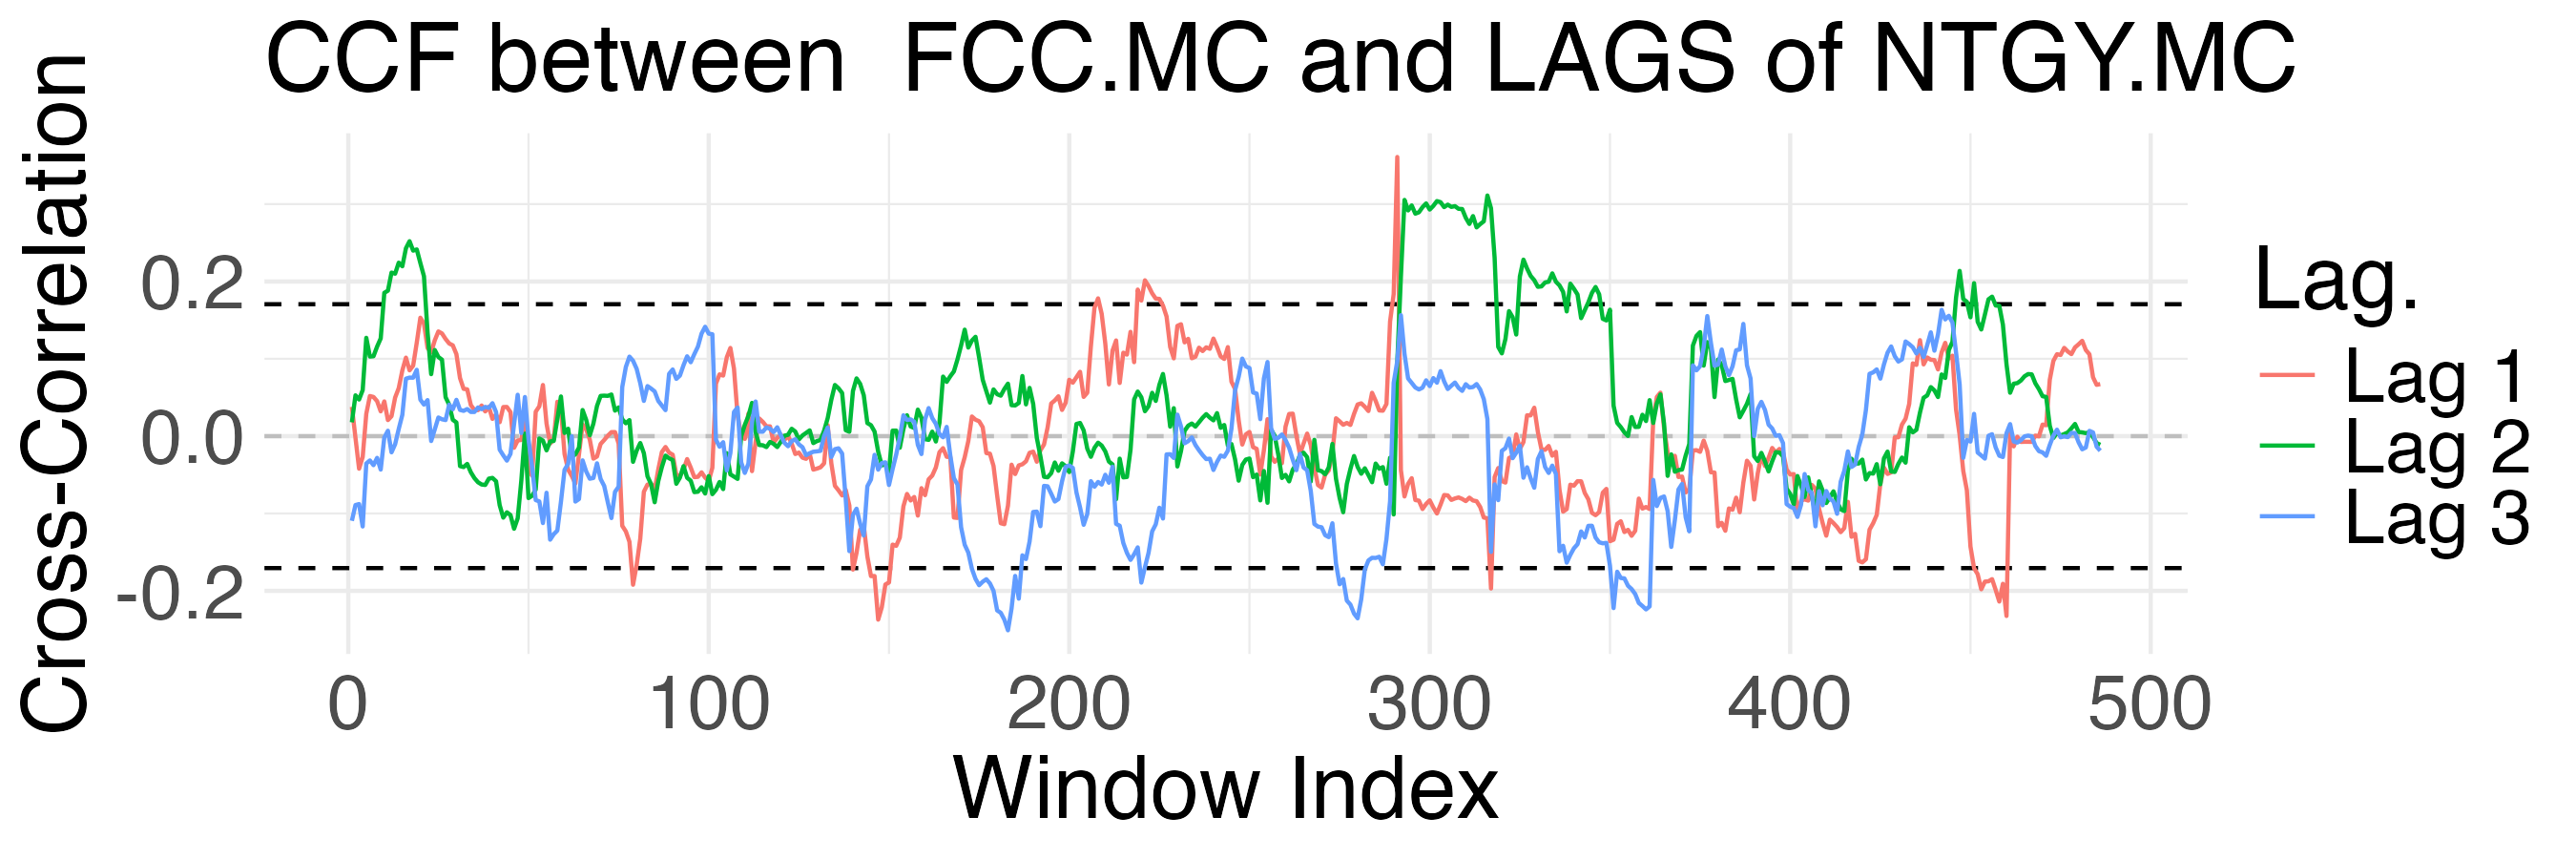 CCF between  FCC.MC and LAGS of NTGY.MC
Cross-Correlation
0.2
0.0
-0.2
0 100 200 300 400 500
Window Index
Lag.
Lag 1
Lag 2
Lag 3